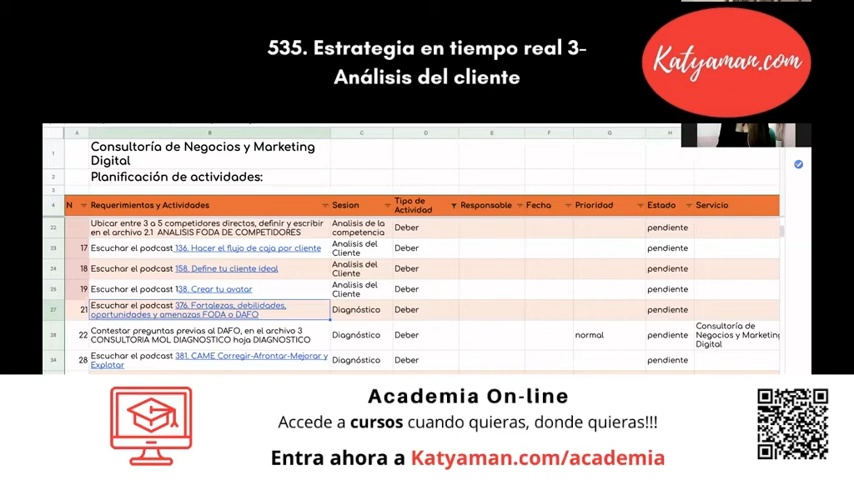 535. Estrategia en tiempo real 3-
Análisis del cliente
Katyaman.com
A B C D E F G H
1 Consultoría de Negocios y Marketing
Digital
2 Planificación de actividades:
3
4 N Requerimientos y Actividades Sesion Tipo de Actividad Responsable Fecha Prioridad Estado Servicio
22 Ubicar entre 3 a 5 competidores directos, definir y escribir Analisis de la Deber pendiente
en el archivo 2.1 ANALISIS FODA DE COMPETIDORES competencia
23 17 Escuchar el podcast 136. Hacer el flujo de caja por cliente Analisis del Cliente Deber pendiente
24 18 Escuchar el podcast 158. Define tu cliente ideal Analisis del Cliente Deber pendiente
25 19 Escuchar el podcast 138. Crear tu avatar Analisis del Cliente Deber pendiente
27 21 Escuchar el podcast 376. Fortalezas, debilidades, Diagnóstico Deber pendiente
oportunidades y amenazas FODA o DAFO
22 Contestar preguntas previas al DAFO, en el archivo 3 Diagnóstico Deber normal pendiente Consultoría de
CONSULTORIA MOL DIAGNOSTICO hoja DIAGNOSTICO Negocios y Marketing
Digital
34 28 Escuchar el podcast 381. CAME Corregir-Afrontar-Mejorar y Diagnóstico Deber pendiente
Explotar
Academia On-line
Accede a cursos cuando quieras, donde quieras!!!
Entra ahora a Katyaman.com/academia